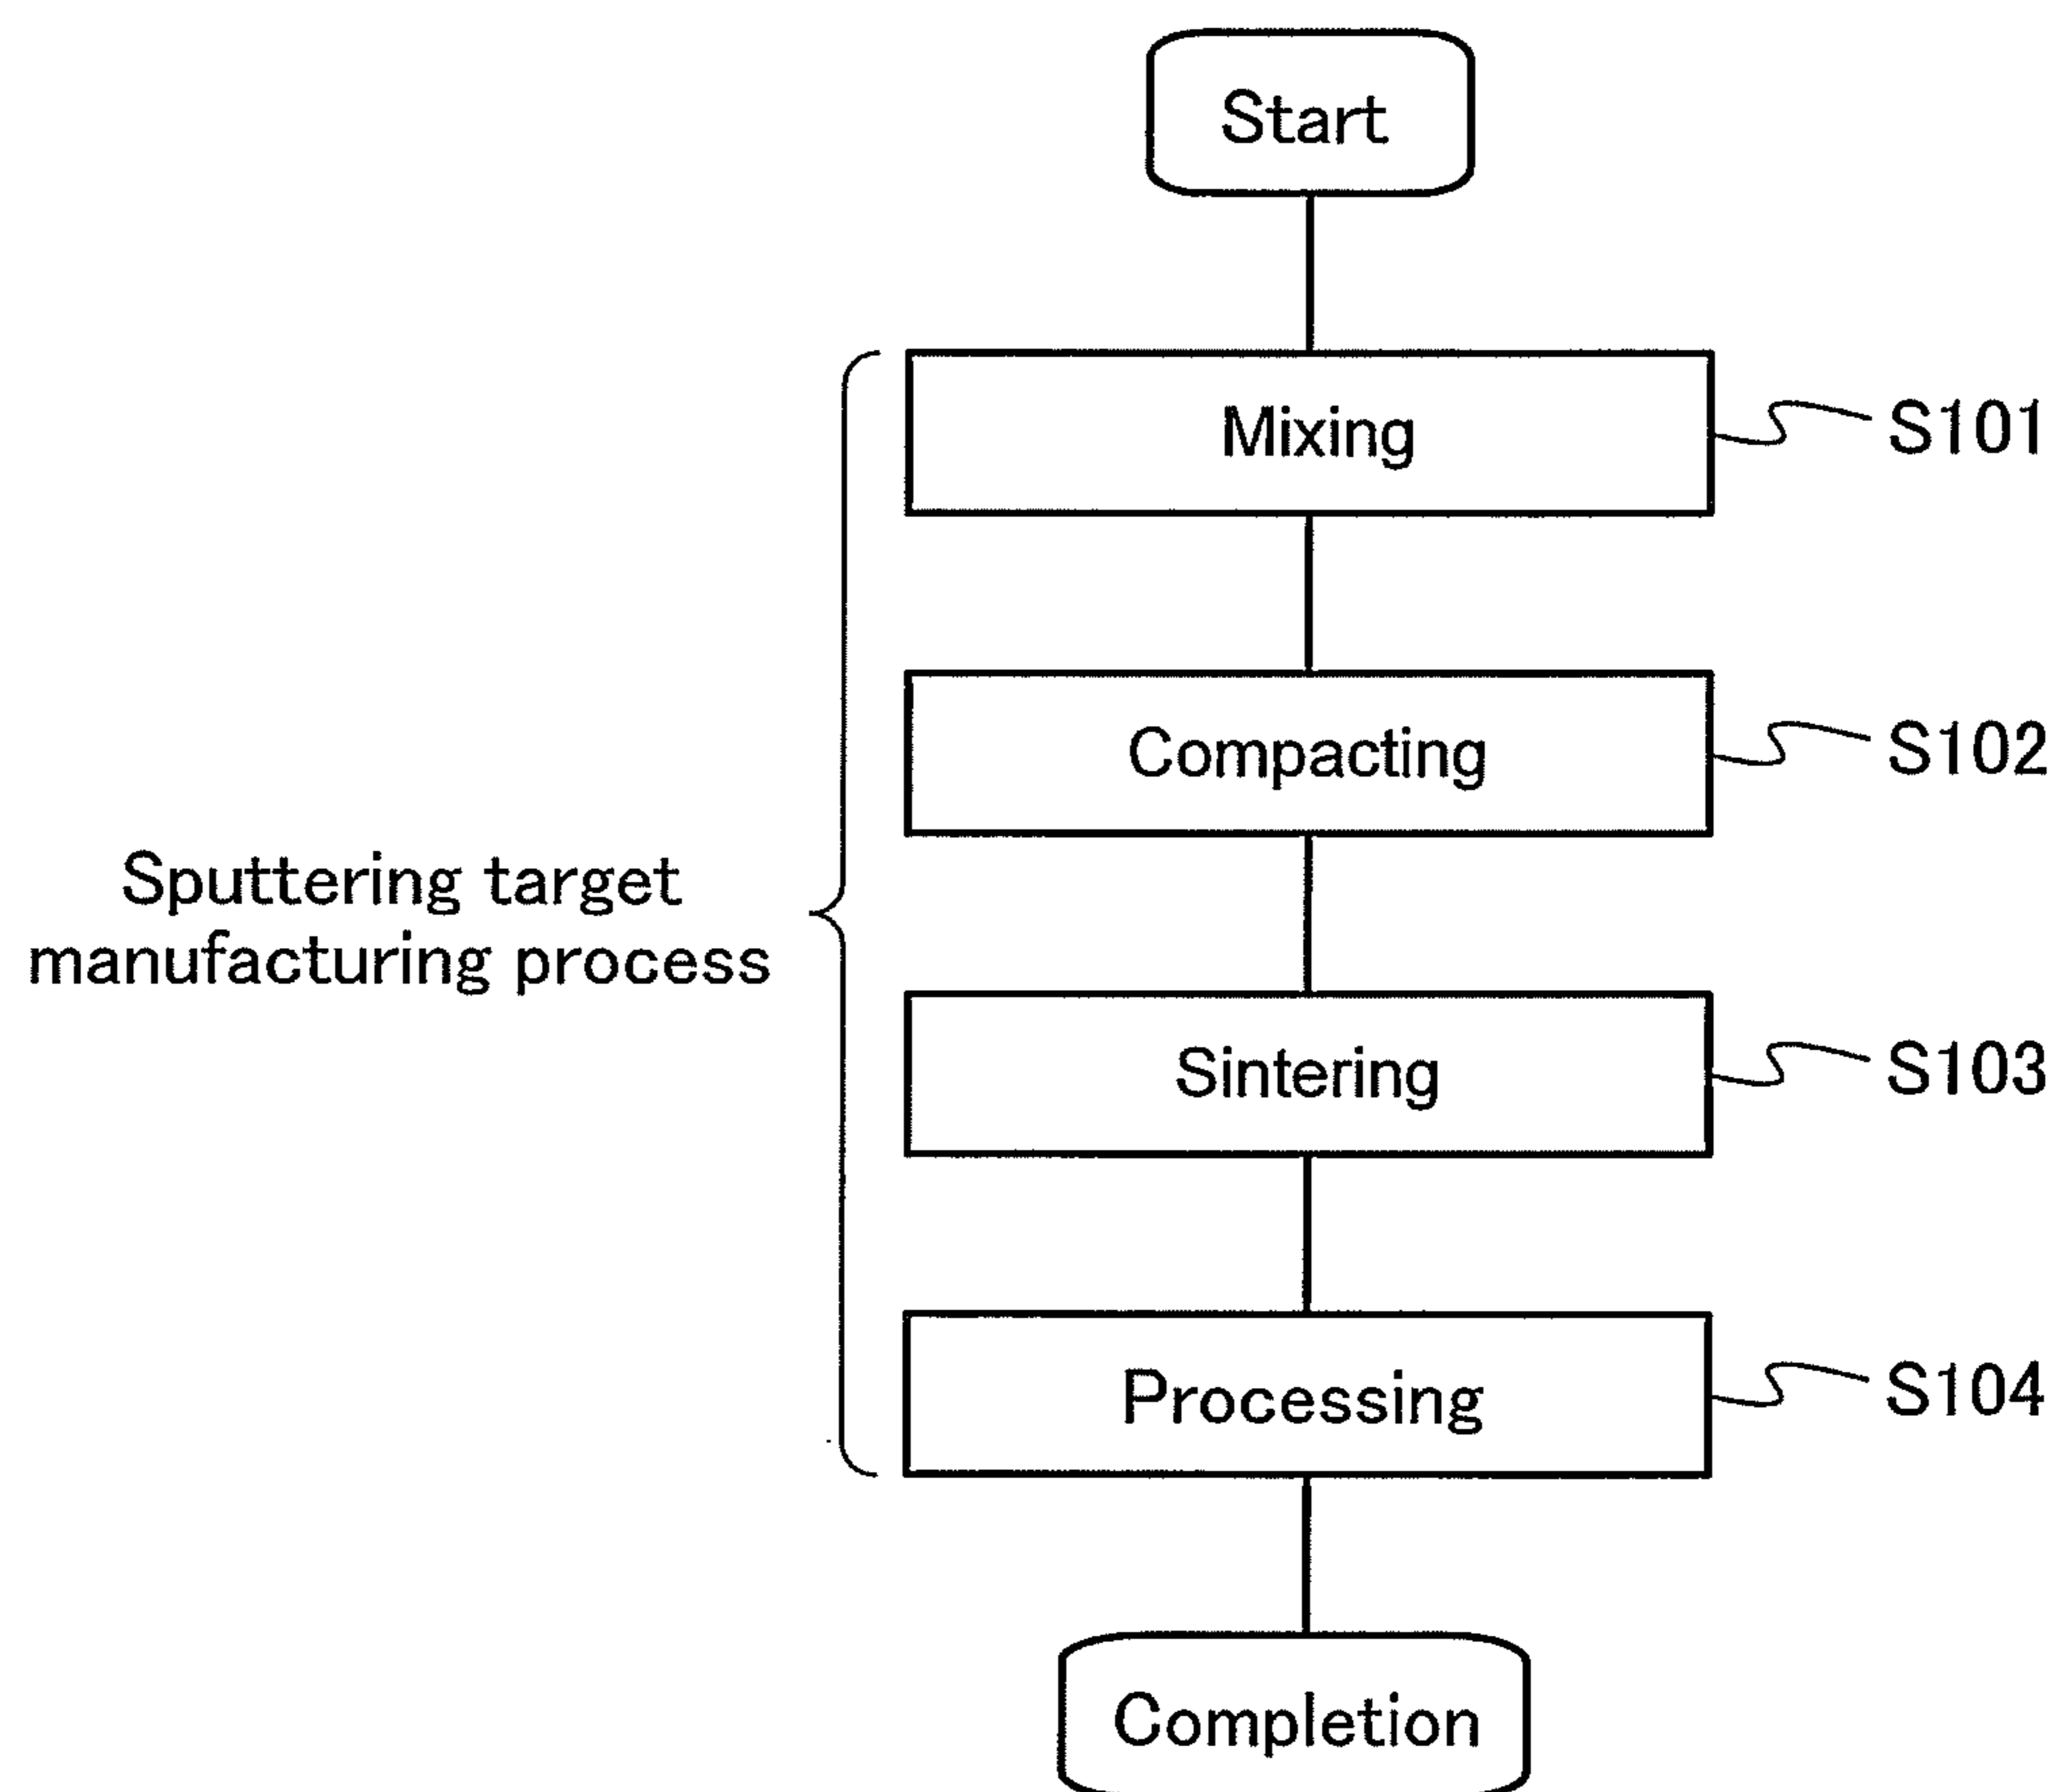 Start
Mixing
S101
Compacting
S102
Sputtering target
manufacturing process
Sintering
S103
Processing
S104
Completion